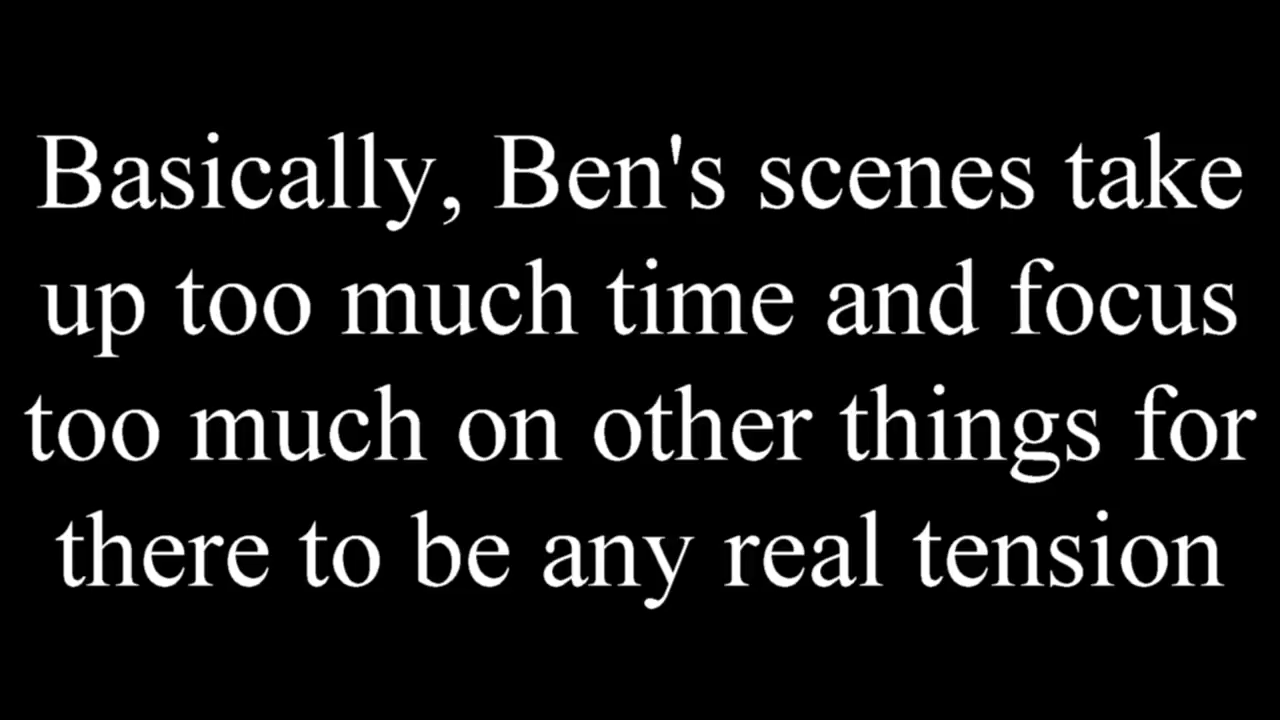 Basically, Ben's scenes take
up too much time and focus
too much on other things for
there to be any real tension